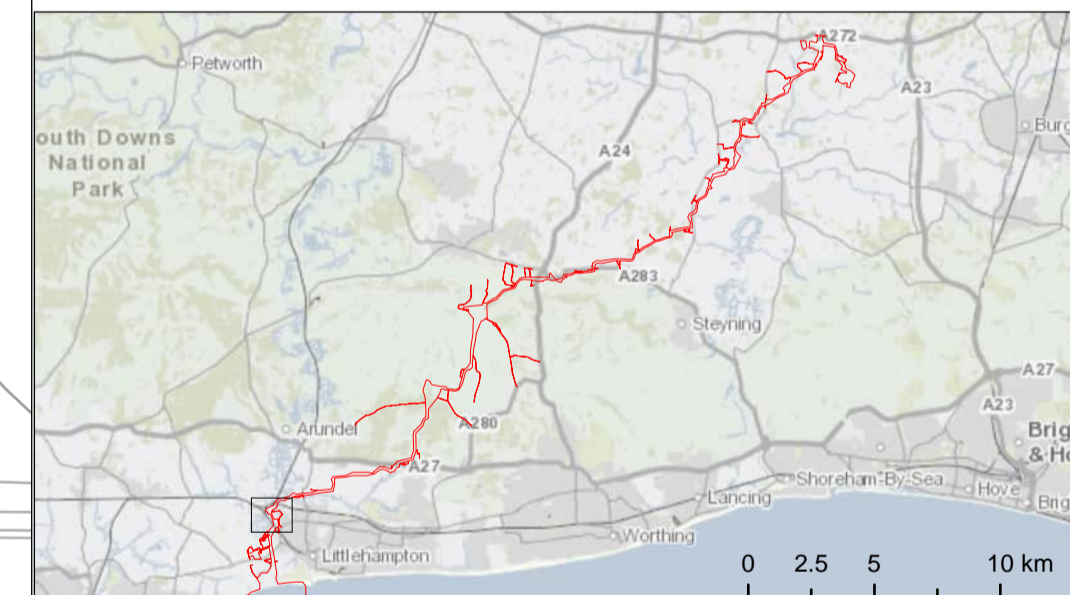 A272
Petworth
A23
Burg
outh Downs
National
Park
A24
A283
Steyning
A27
A23
Arundel
A280
Brig
& Ho
A27
Shoreham-By-Sea
Hove
Lancing
Brig
Worthing
Littlehampton
0 2.5 5 10 km